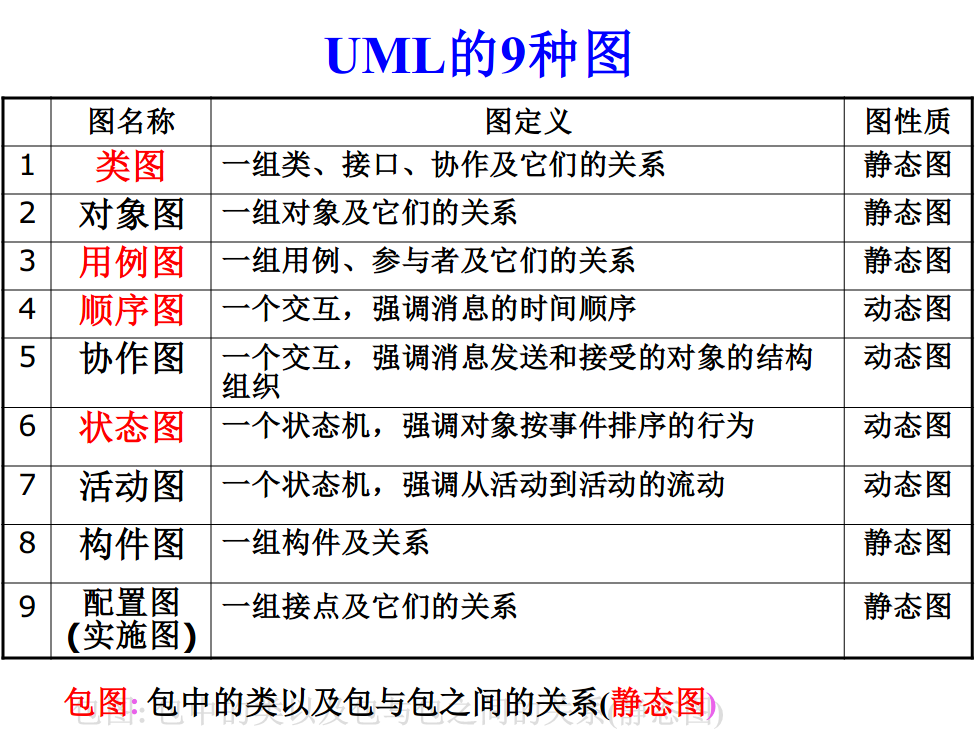 UML的9种图
图名称 图定义 图性质
1 类图 一组类、接口、协作及它们的关系 静态图
2 对象图 一组对象及它们的关系 静态图
3 用例图 一组用例、参与者及它们的关系 静态图
4 顺序图 一个交互，强调消息的时间顺序 动态图
5 协作图 一个交互，强调消息发送和接受的对象的结构 动态图
组织
6 状态图 一个状态机，强调对象按事件排序的行为 动态图
7 活动图 一个状态机，强调从活动到活动的流动 动态图
8 构件图 一组构件及关系 静态图
9 配置图 一组接点及它们的关系 静态图
(实施图)
包图: 包中的类以及包与包之间的关系(静态图)